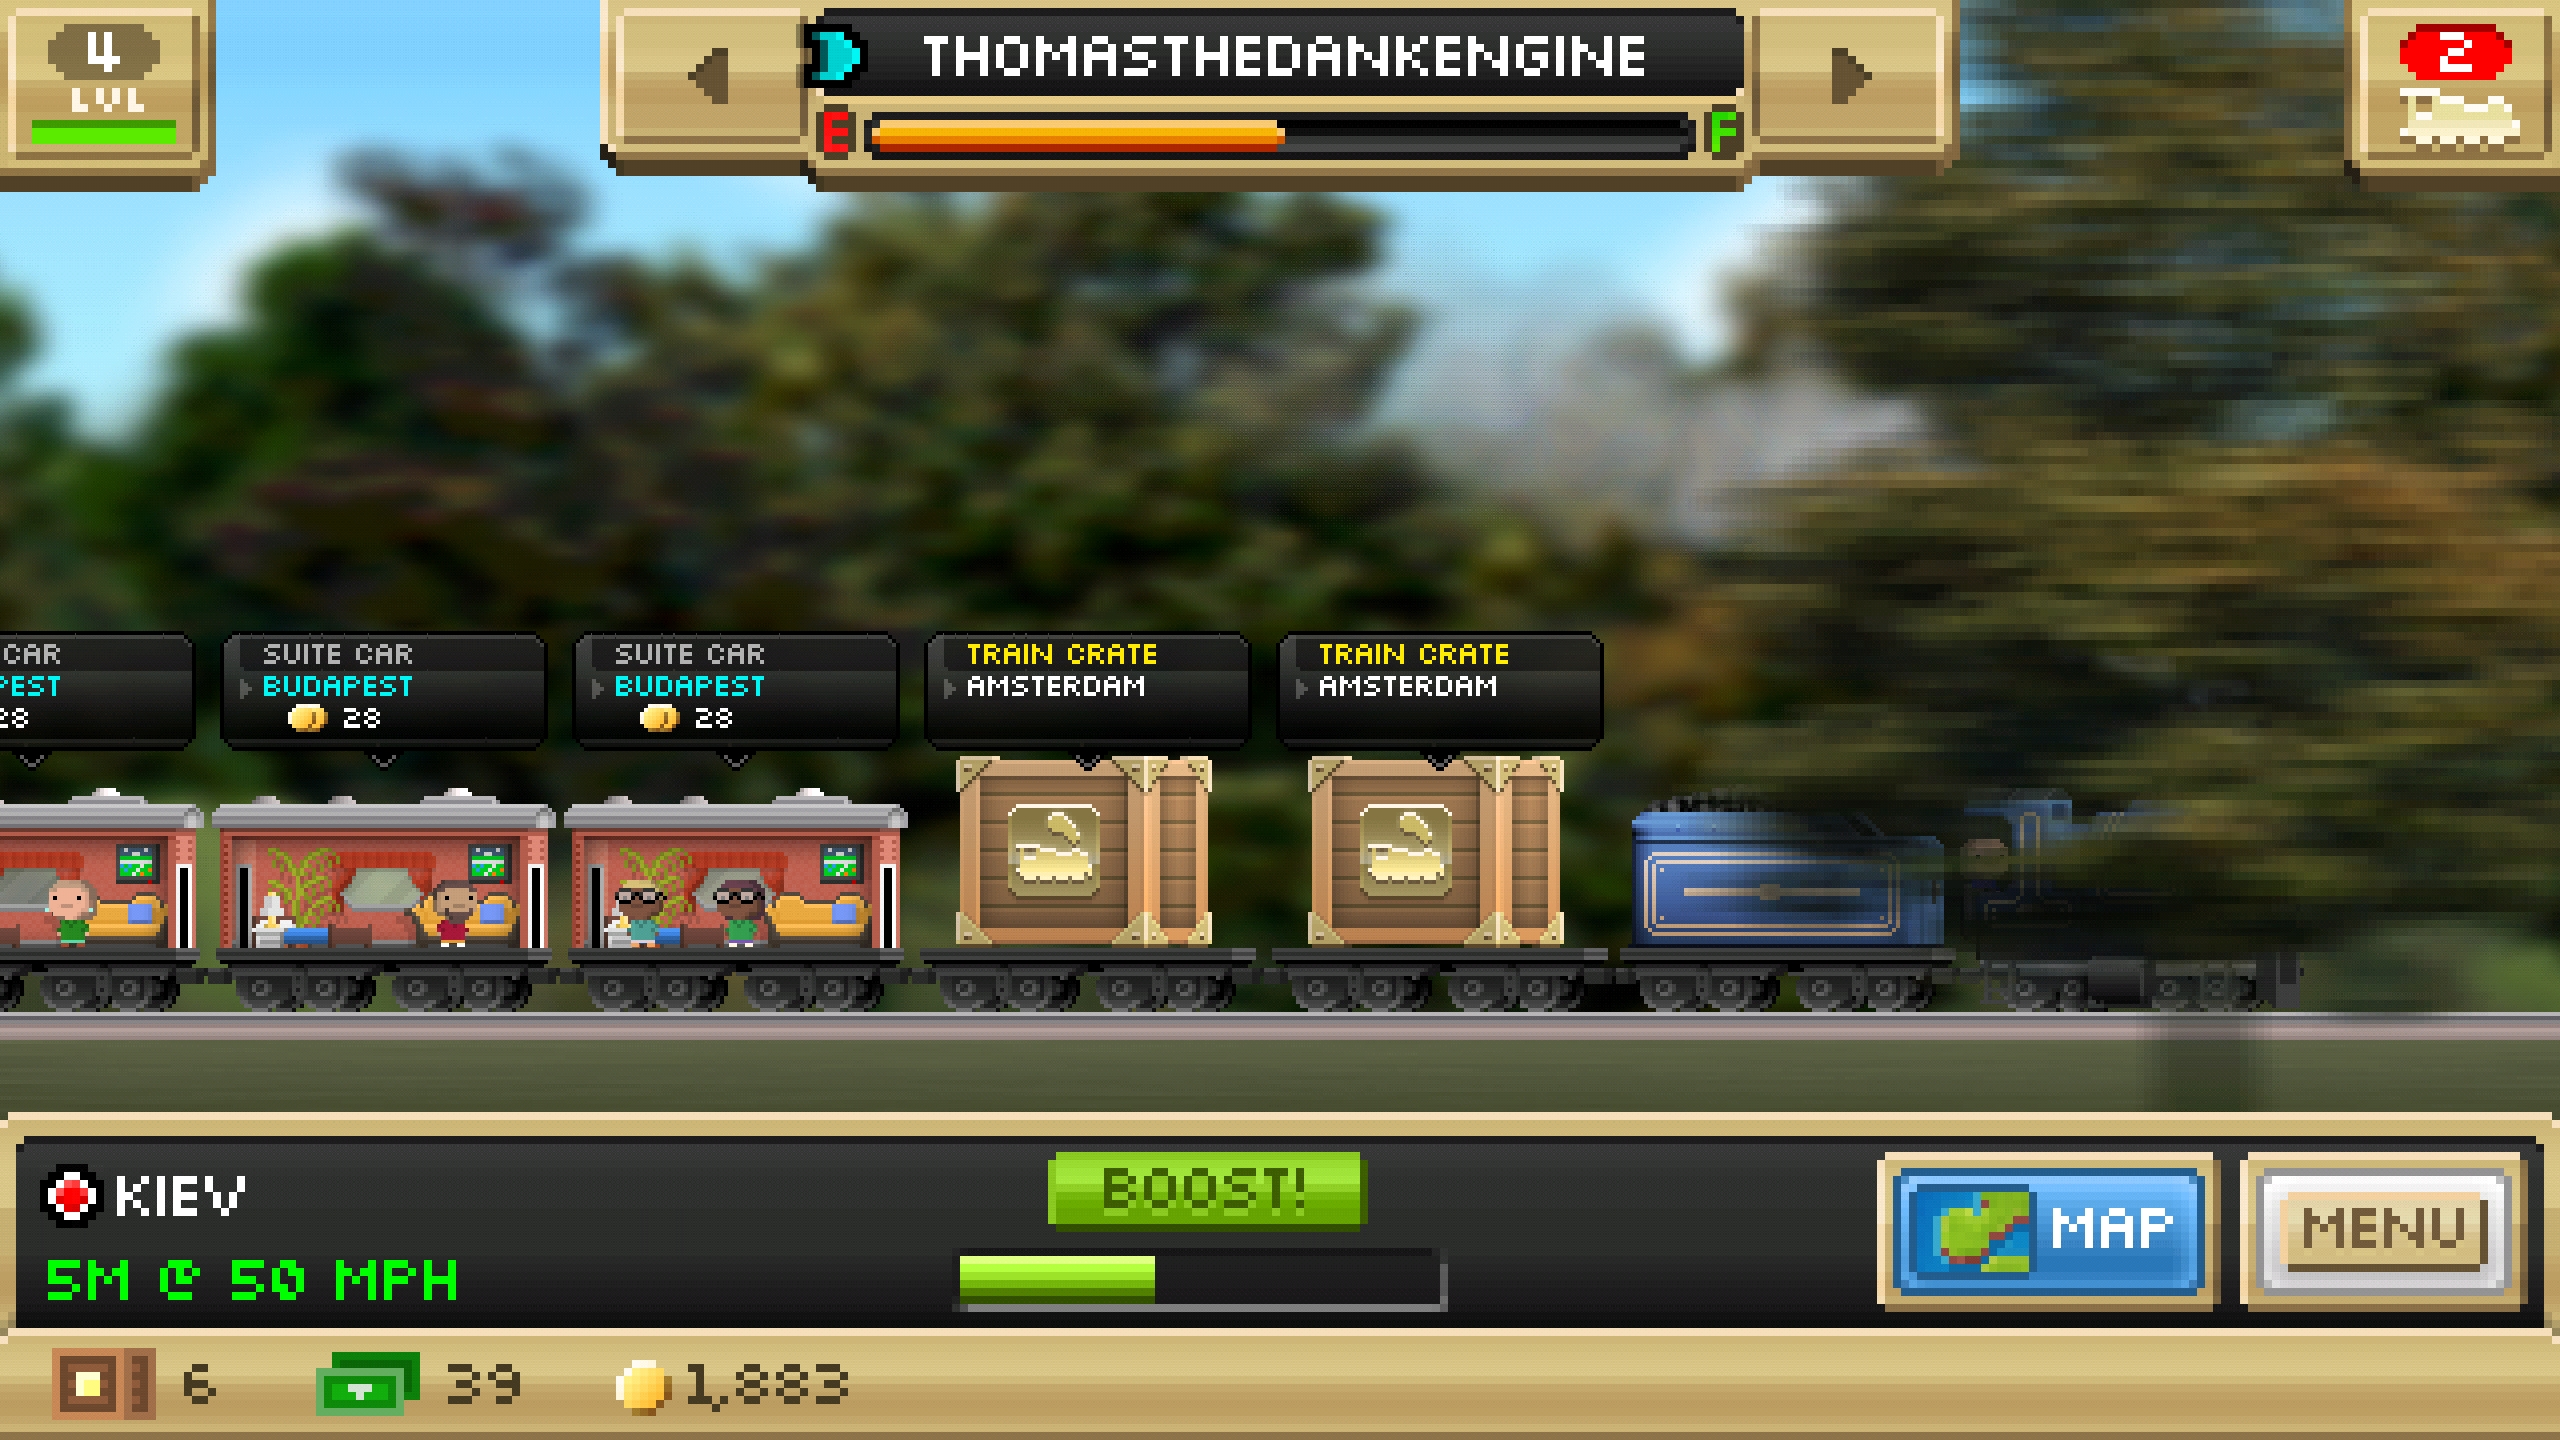 4
LVL
THOMASTHEDANKENGINE
E F
2
CAR
PEST
28
SUITE CAR
BUDAPEST
28
SUITE CAR
BUDAPEST
28
TRAIN CRATE
AMSTERDAM
TRAIN CRATE
AMSTERDAM
KIEV
5M @ 50 MPH
BOOST!
MAP
MENU
6 39 1,883